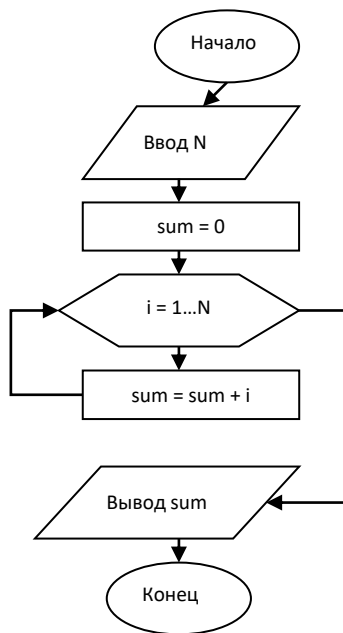 Начало
Ввод N
sum = 0
i = 1...N
sum = sum + i
Вывод sum
Конец